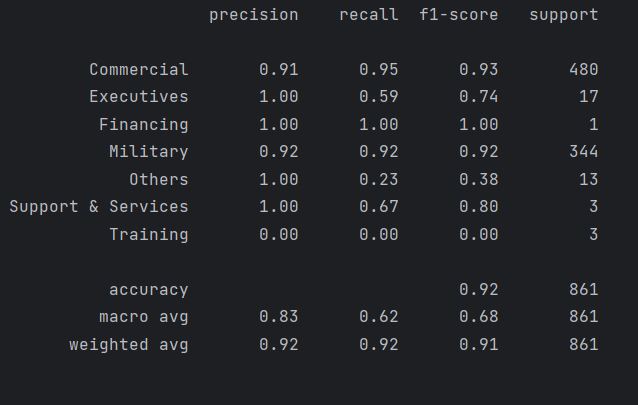 precision recall f1-score support
Commercial 0.91 0.95 0.93 480
Executives 1.00 0.59 0.74 17
Financing 1.00 1.00 1.00 1
Military 0.92 0.92 0.92 344
Others 1.00 0.23 0.38 13
Support & Services 1.00 0.67 0.80 3
Training 0.00 0.00 0.00 3
accuracy 0.92 861
macro avg 0.83 0.62 0.68 861
weighted avg 0.92 0.92 0.91 861